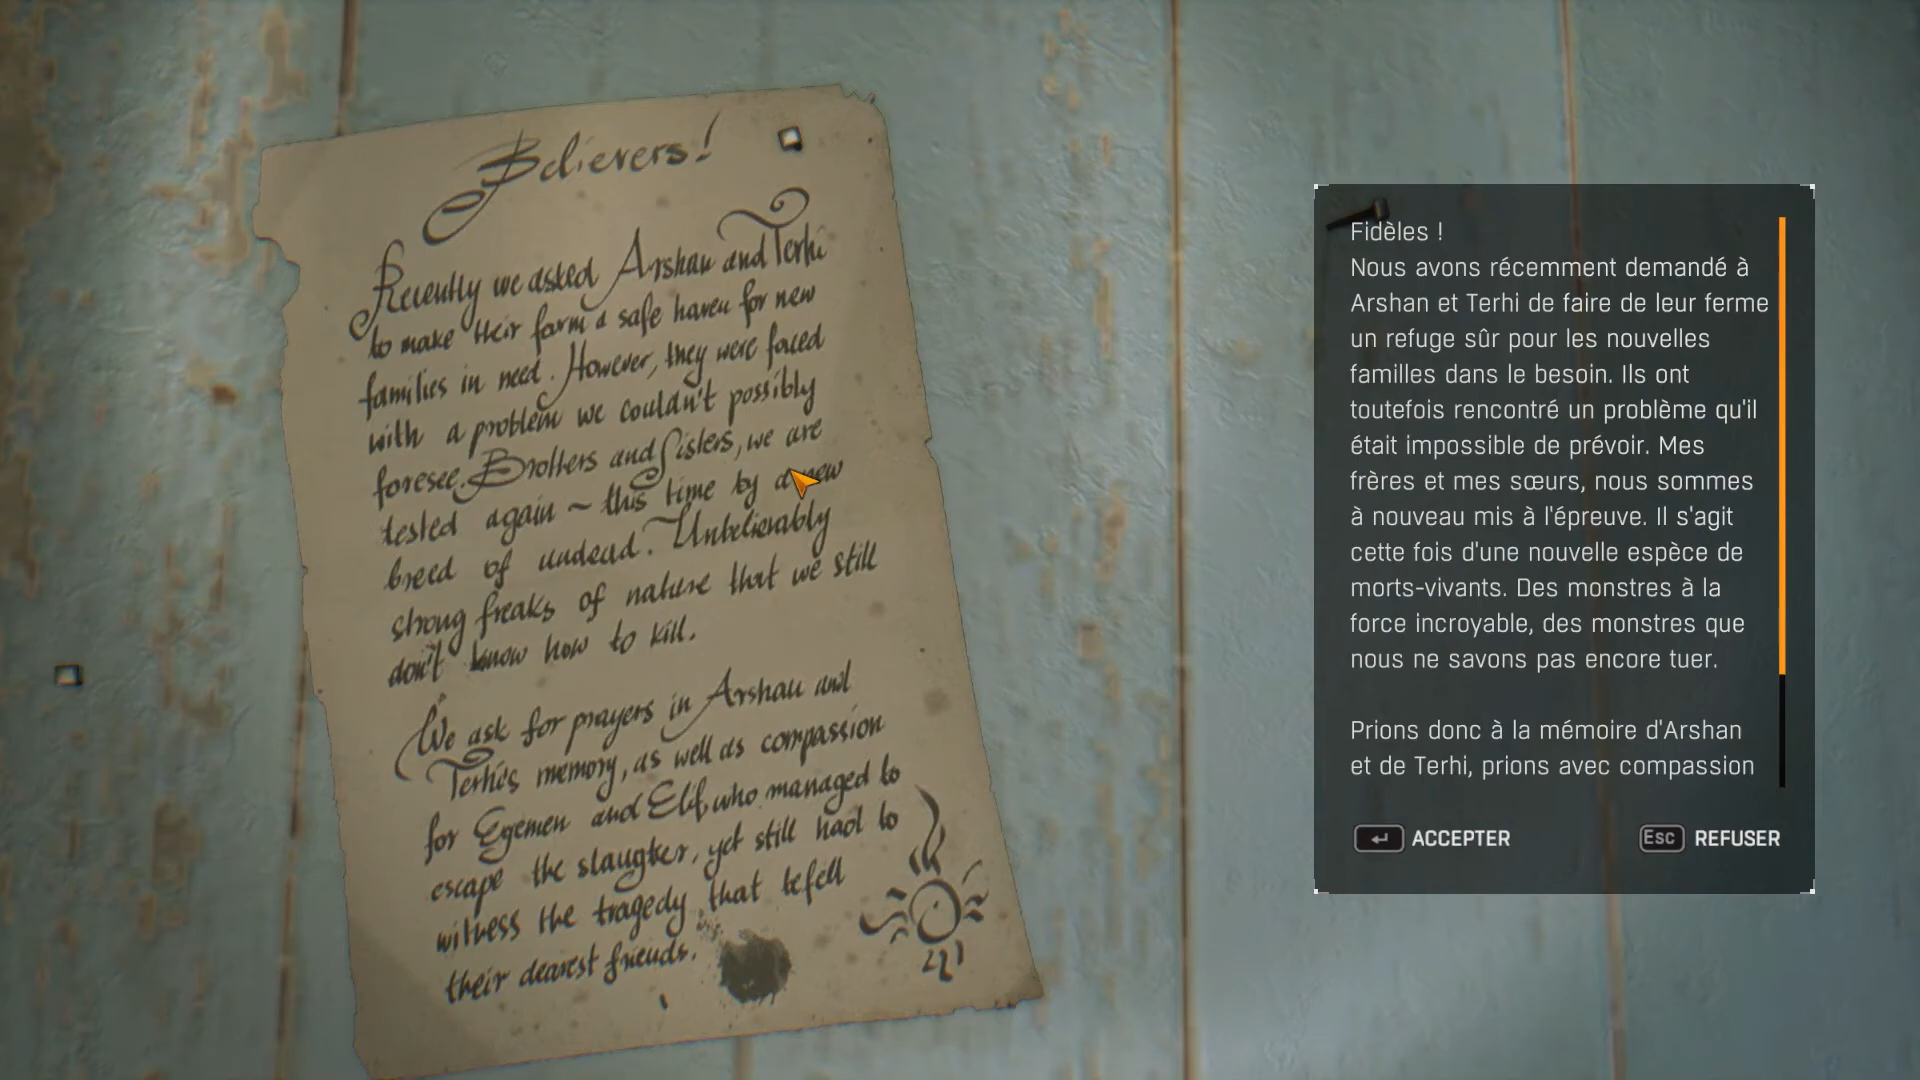 Believers!
Recently we asked Arshan and Terhi
to make their farm a safe haven for new
families in need. However, they were faced
with a problem we couldn't possibly
foresee. Brothers and Sisters, we are
tested again ~ this time by a new
breed of undead. Unbelievably
strong freaks of nature that we still
don't know how to kill.
We ask for prayers in Arshan and
Terhi's memory, as well as compassion
for Egemen and Elif who managed to
escape the slaugter, yet still had to
witness the tragedy that befell
their dearest friends.
Fidèles !
Nous avons récemment demandé à
Arshan et Terhi de faire de leur ferme
un refuge sûr pour les nouvelles
familles dans le besoin. Ils ont
toutefois rencontré un problème qu'il
était impossible de prévoir. Mes
frères et mes sœurs, nous sommes
à nouveau mis à l'épreuve. Il s'agit
cette fois d'une nouvelle espèce de
morts-vivants. Des monstres à la
force incroyable, des monstres que
nous ne savons pas encore tuer.
Prions donc à la mémoire d'Arshan
et de Terhi, prions avec compassion
ACCEPTER
Esc REFUSER